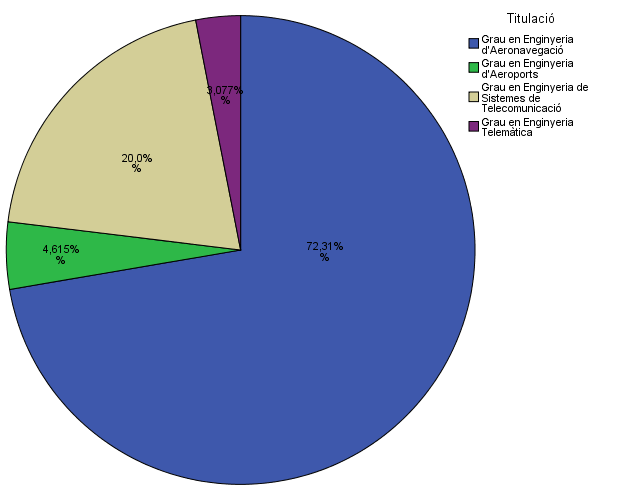 Titulació
Grau en Enginyeria
d'Aeronavegació
Grau en Enginyeria
d'Aeroports
Grau en Enginyeria de
Sistemes de
Telecomunicació
Grau en Enginyeria
Telemàtica
3,077%
%
20,0%
%
4,615%
%
72,31%
%